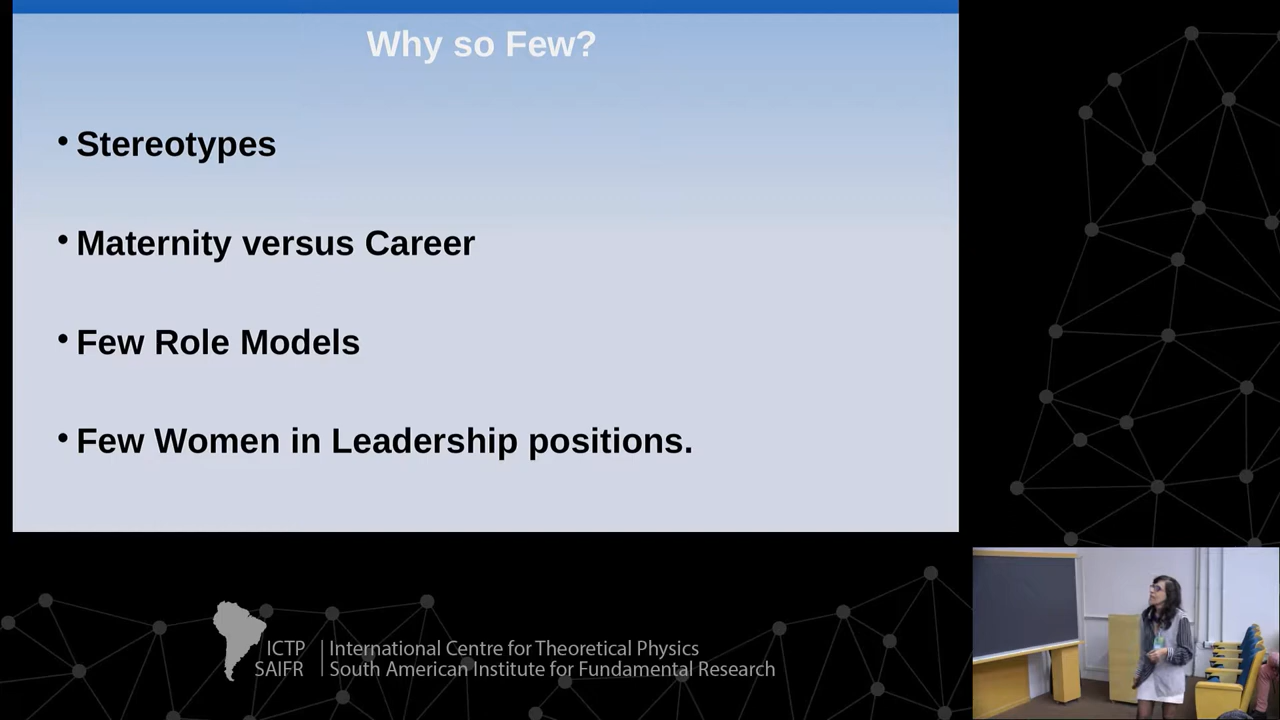 Why so Few?
• Stereotypes
• Maternity versus Career
• Few Role Models
• Few Women in Leadership positions.
ICTP
SAIFR
International Centre for Theoretical Physics
South American Institute for Fundamental Research